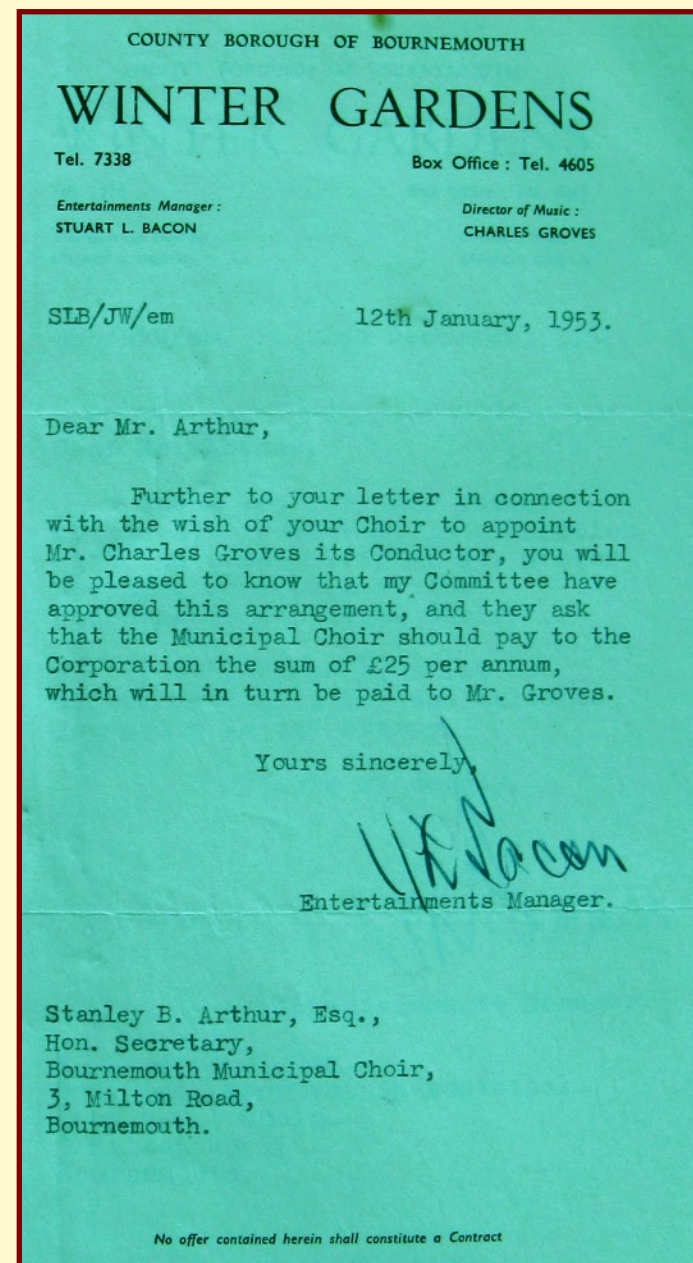 COUNTY BOROUGH OF BOURNEMOUTH
WINTER GARDENS
Tel. 7338 Box Office : Tel. 4605
Entertainments Manager : Director of Music :
STUART L. BACON CHARLES GROVES
SLB/JW/em 12th January, 1953.
Dear Mr. Arthur,
Further to your letter in connection
with the wish of your Choir to appoint
Mr. Charles Groves its Conductor, you will
be pleased to know that my Committee have
approved this arrangement, and they ask
that the Municipal Choir should pay to the
Corporation the sum of £25 per annum,
which will in turn be paid to Mr. Groves.
Yours sincerely,
Bacon
Entertainments Manager.
Stanley B. Arthur, Esq.,
Hon. Secretary,
Bournemouth Municipal Choir,
3, Milton Road,
Bournemouth.
No offer contained herein shall constitute a Contract